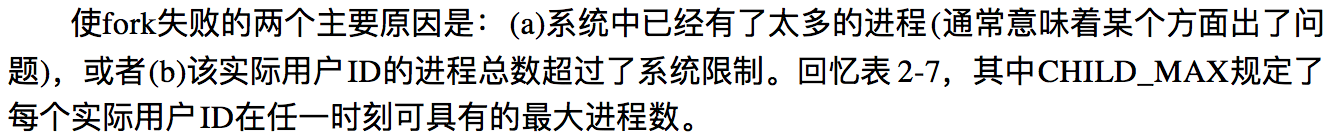 使fork失败的两个主要原因是：(a)系统中已经有了太多的进程(通常意味着某个方面出了问
题)，或者(b)该实际用户ID的进程总数超过了系统限制。回忆表 2-7，其中CHILD_MAX规定了
每个实际用户ID在任一时刻可具有的最大进程数。